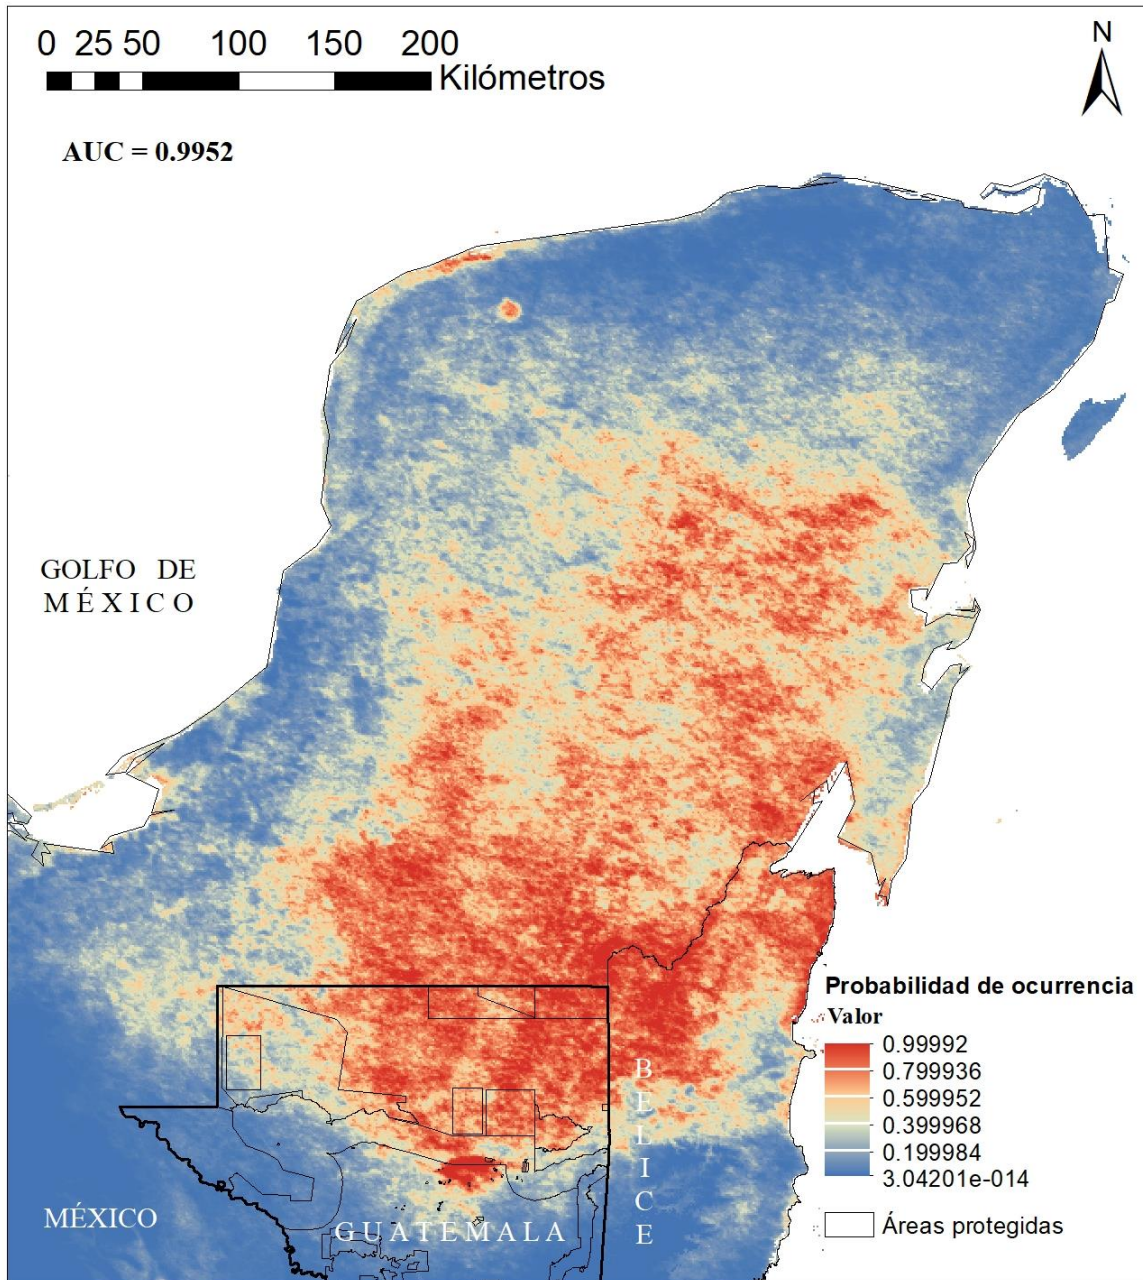 0 25 50 100 150 200
Kilómetros
N
AUC = 0.9952
GOLFO DE
MÉXICO
Probabilidad de ocurrencia
Valor
0.99992
0.799936
0.599952
0.399968
0.199984
3.04201e-014
Áreas protegidas
BELICE
MÉXICO
GUATEMALA